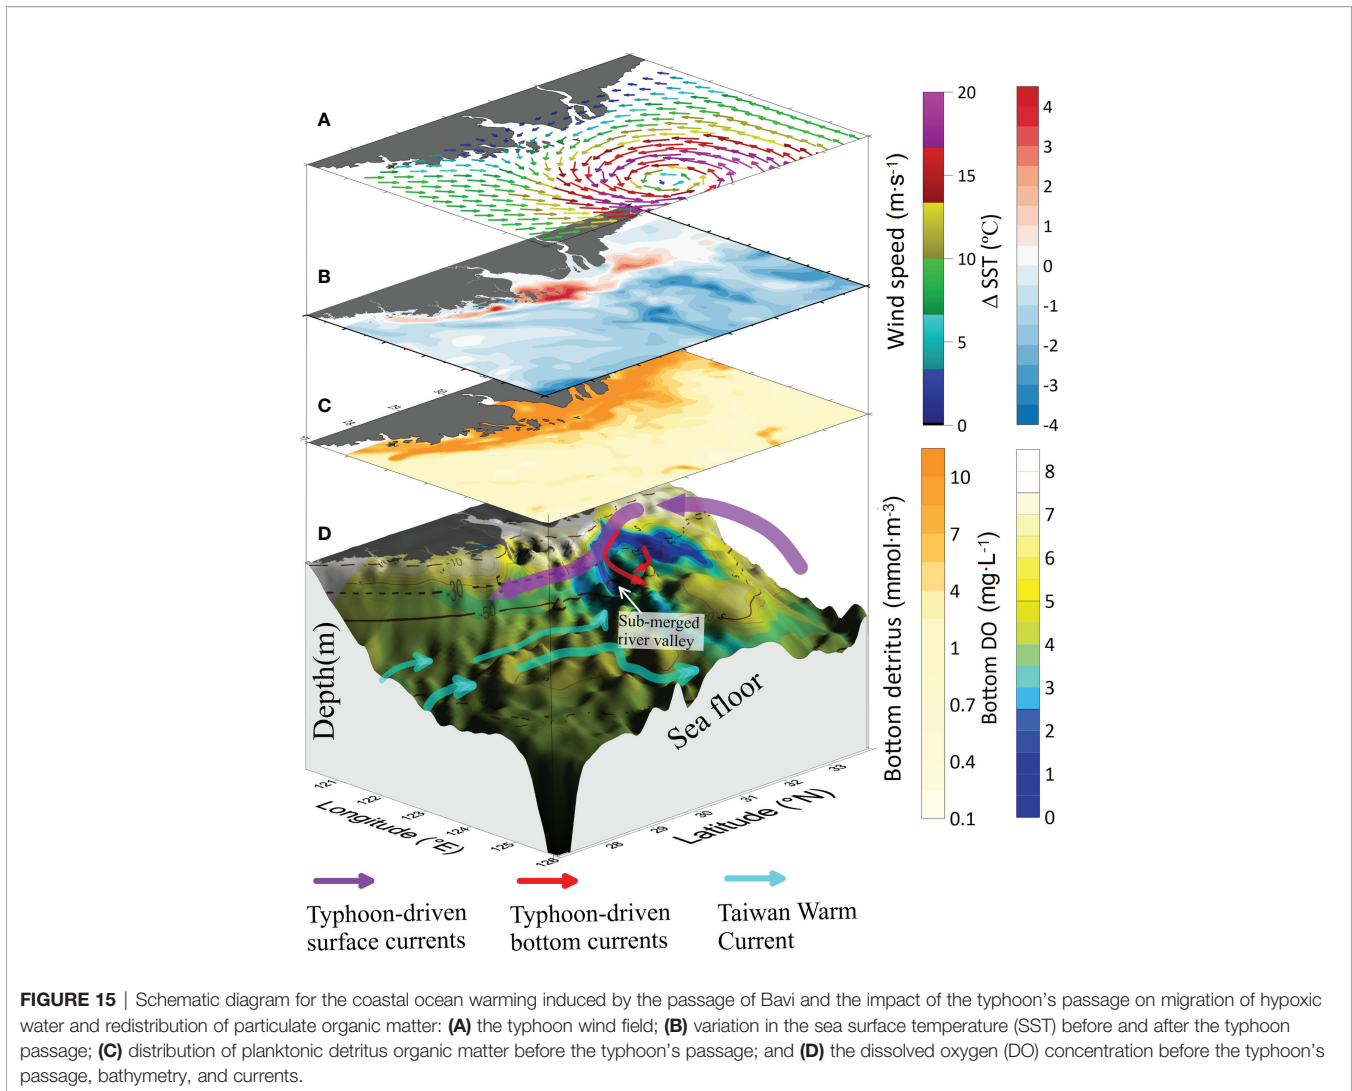 A
B
C
D
Wind speed (m·s⁻¹)
20
15
10
5
0
Δ SST (°C)
4
3
2
1
0
-1
-2
-3
-4
Bottom detritus (mmol·m⁻³)
10
7
4
1
0.7
0.4
0.1
Bottom DO (mg·L⁻¹)
8
7
6
5
4
3
2
1
0
-10
-30
-50
Sub-merged
river valley
Depth(m)
Sea floor
121
122
123
124
125
126
Longitude (°E)
28
29
30
31
32
33
Latitude (°N)
Typhoon-driven
surface currents
Typhoon-driven
bottom currents
Taiwan Warm
Current
FIGURE 15 | Schematic diagram for the coastal ocean warming induced by the passage of Bavi and the impact of the typhoon's passage on migration of hypoxic
water and redistribution of particulate organic matter: (A) the typhoon wind field; (B) variation in the sea surface temperature (SST) before and after the typhoon
passage; (C) distribution of planktonic detritus organic matter before the typhoon's passage; and (D) the dissolved oxygen (DO) concentration before the typhoon's
passage, bathymetry, and currents.